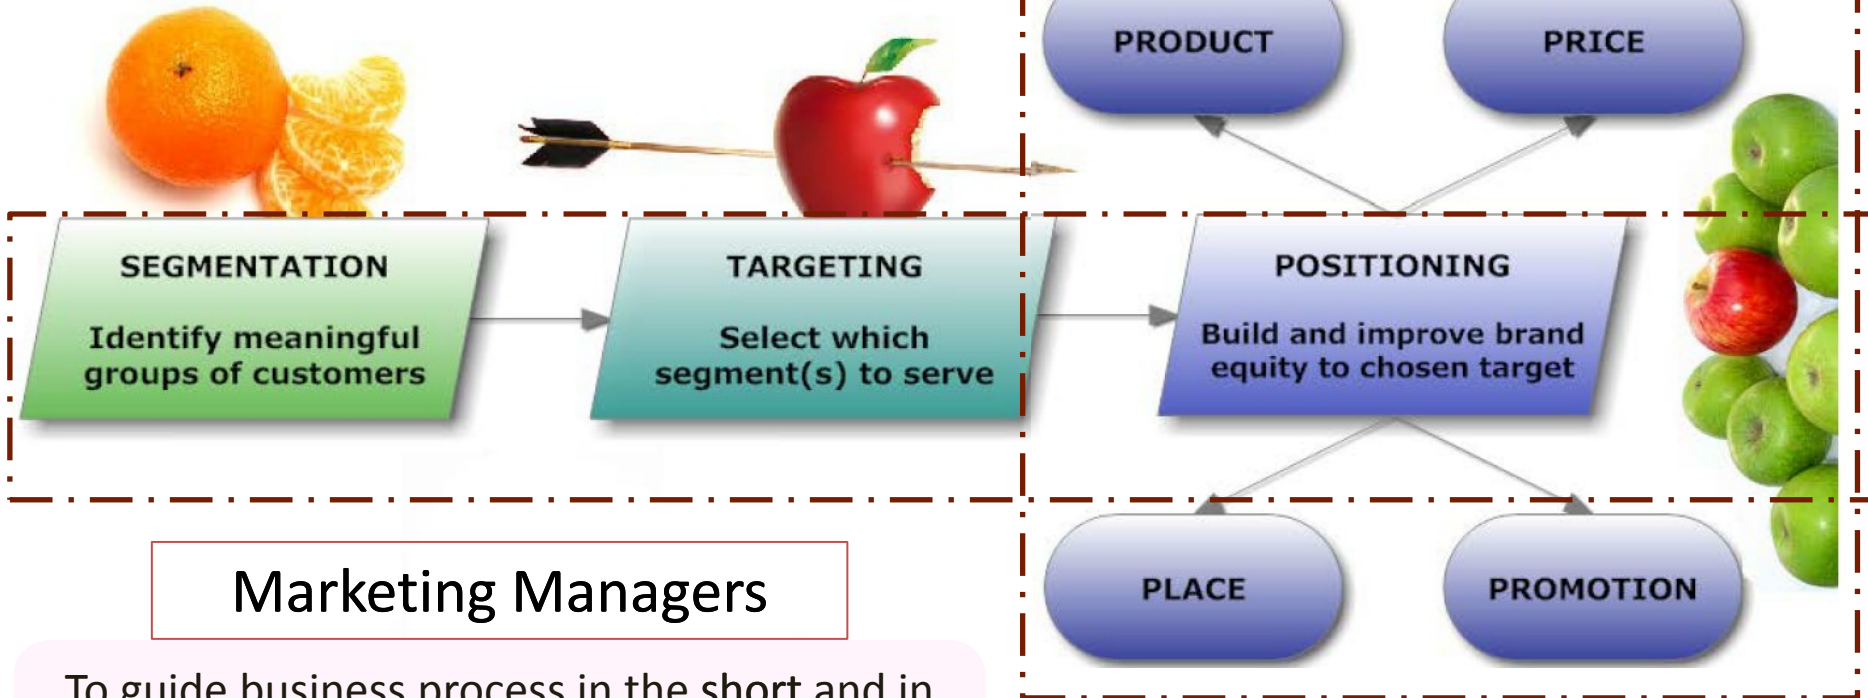 PRODUCT
PRICE
SEGMENTATION
Identify meaningful
groups of customers
TARGETING
Select which
segment(s) to serve
POSITIONING
Build and improve brand
equity to chosen target
Marketing Managers
PLACE
PROMOTION
To guide business process in the short and in